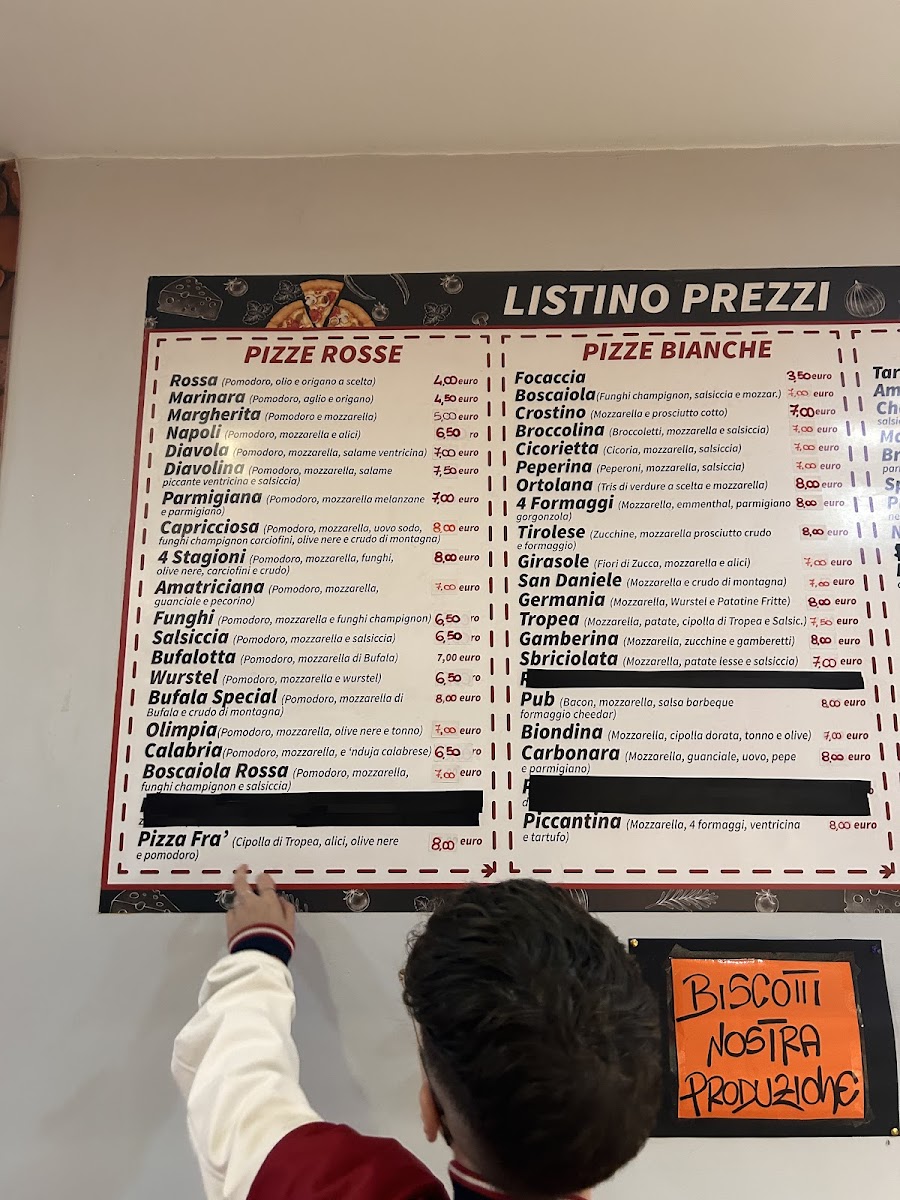 LISTINO PREZZI
PIZZE ROSSE
Rossa (Pomodoro, olio e origano a scelta) 4,00 euro
Marinara (Pomodoro, aglio e origano) 4,50 euro
Margherita (Pomodoro e mozzarella) 5,00 euro
Napoli (Pomodoro, mozzarella e alici) 6,50 ro
Diavola (Pomodoro, mozzarella, salame ventricina) 7,00 euro
Diavolina (Pomodoro, mozzarella, salame 7,50 euro
piccante ventricina e salsiccia)
Parmigiana (Pomodoro, mozzarella melanzane 7,00 euro
e parmigiano)
Capricciosa (Pomodoro, mozzarella, uovo sodo, 8,00 euro
funghi champignon carciofini, olive nere e crudo di montagna)
4 Stagioni (Pomodoro, mozzarella, funghi, 8,00 euro
olive nere, carciofini e crudo)
Amatriciana (Pomodoro, mozzarella, 7,00 euro
guanciale e pecorino)
Funghi (Pomodoro, mozzarella e funghi champignon) 6,50 ro
Salsiccia (Pomodoro, mozzarella e salsiccia) 6,50 ro
Bufalotta (Pomodoro, mozzarella di Bufala) 7,00 euro
Wurstel (Pomodoro, mozzarella e wurstel) 6,50 ro
Bufala Special (Pomodoro, mozzarella di 8,00 euro
Bufala e crudo di montagna)
Olimpia (Pomodoro, mozzarella, olive nere e tonno) 7,00 euro
Calabria (Pomodoro, mozzarella, e 'nduja calabrese) 6,50 ro
Boscaiola Rossa (Pomodoro, mozzarella, 7,00 euro
funghi champignon e salsiccia)
Pizza Fra' (Cipolla di Tropea, alici, olive nere 8,00 euro
e pomodoro)
PIZZE BIANCHE
Focaccia 3,50 euro
Boscaiola (Funghi champignon, salsiccia e mozzar.) 7,00 euro
Crostino (Mozzarella e prosciutto cotto) 7,00 euro
Broccolina (Broccoletti, mozzarella e salsiccia) 7,00 euro
Cicorietta (Cicoria, mozzarella, salsiccia) 7,00 euro
Peperina (Peperoni, mozzarella, salsiccia) 7,00 euro
Ortolana (Tris di verdure a scelta e mozzarella) 8,00 euro
4 Formaggi (Mozzarella, emmenthal, parmigiano 8,00 euro
gorgonzola)
Tirolese (Zucchine, mozzarella prosciutto crudo 8,00 euro
e formaggio)
Girasole (Fiori di Zucca, mozzarella e alici) 7,00 euro
San Daniele (Mozzarella e crudo di montagna) 7,00 euro
Germania (Mozzarella, Wurstel e Patatine Fritte) 8,00 euro
Tropea (Mozzarella, patate, cipolla di Tropea e Salsic.) 7,50 euro
Gamberina (Mozzarella, zucchine e gamberetti) 8,00 euro
Sbriciolata (Mozzarella, patate lesse e salsiccia) 7,00 euro
Pub (Bacon, mozzarella, salsa barbeque 8,00 euro
formaggio cheedar)
Biondina (Mozzarella, cipolla dorata, tonno e olive) 7,00 euro
Carbonara (Mozzarella, guanciale, uovo, pepe 8,00 euro
e parmigiano)
Piccantina (Mozzarella, 4 formaggi, ventricina 8,00 euro
e tartufo)
Tar
Am
Ch
salsi
Ma
Br
par
Sp
BISCOTTI
NOSTRA
PRODUZIONE